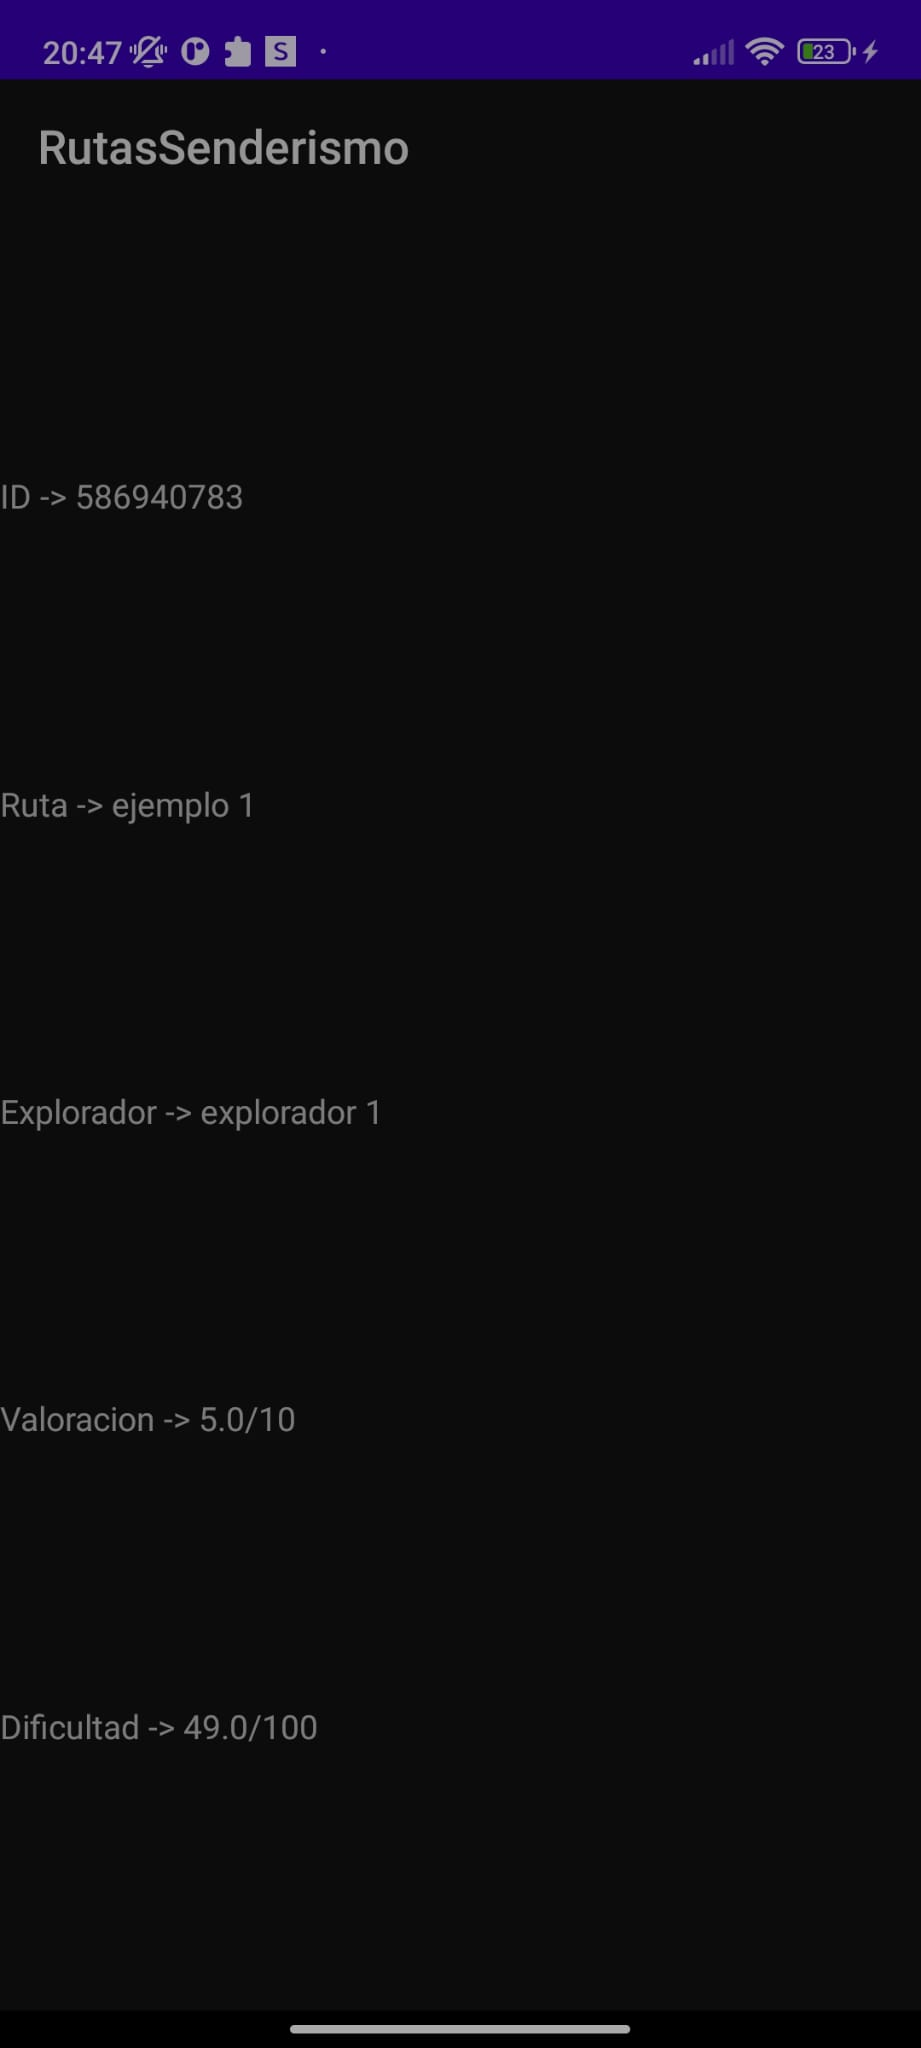 20:47 S 23
RutasSenderismo
ID -> 586940783
Ruta -> ejemplo 1
Explorador -> explorador 1
Valoracion -> 5.0/10
Dificultad -> 49.0/100